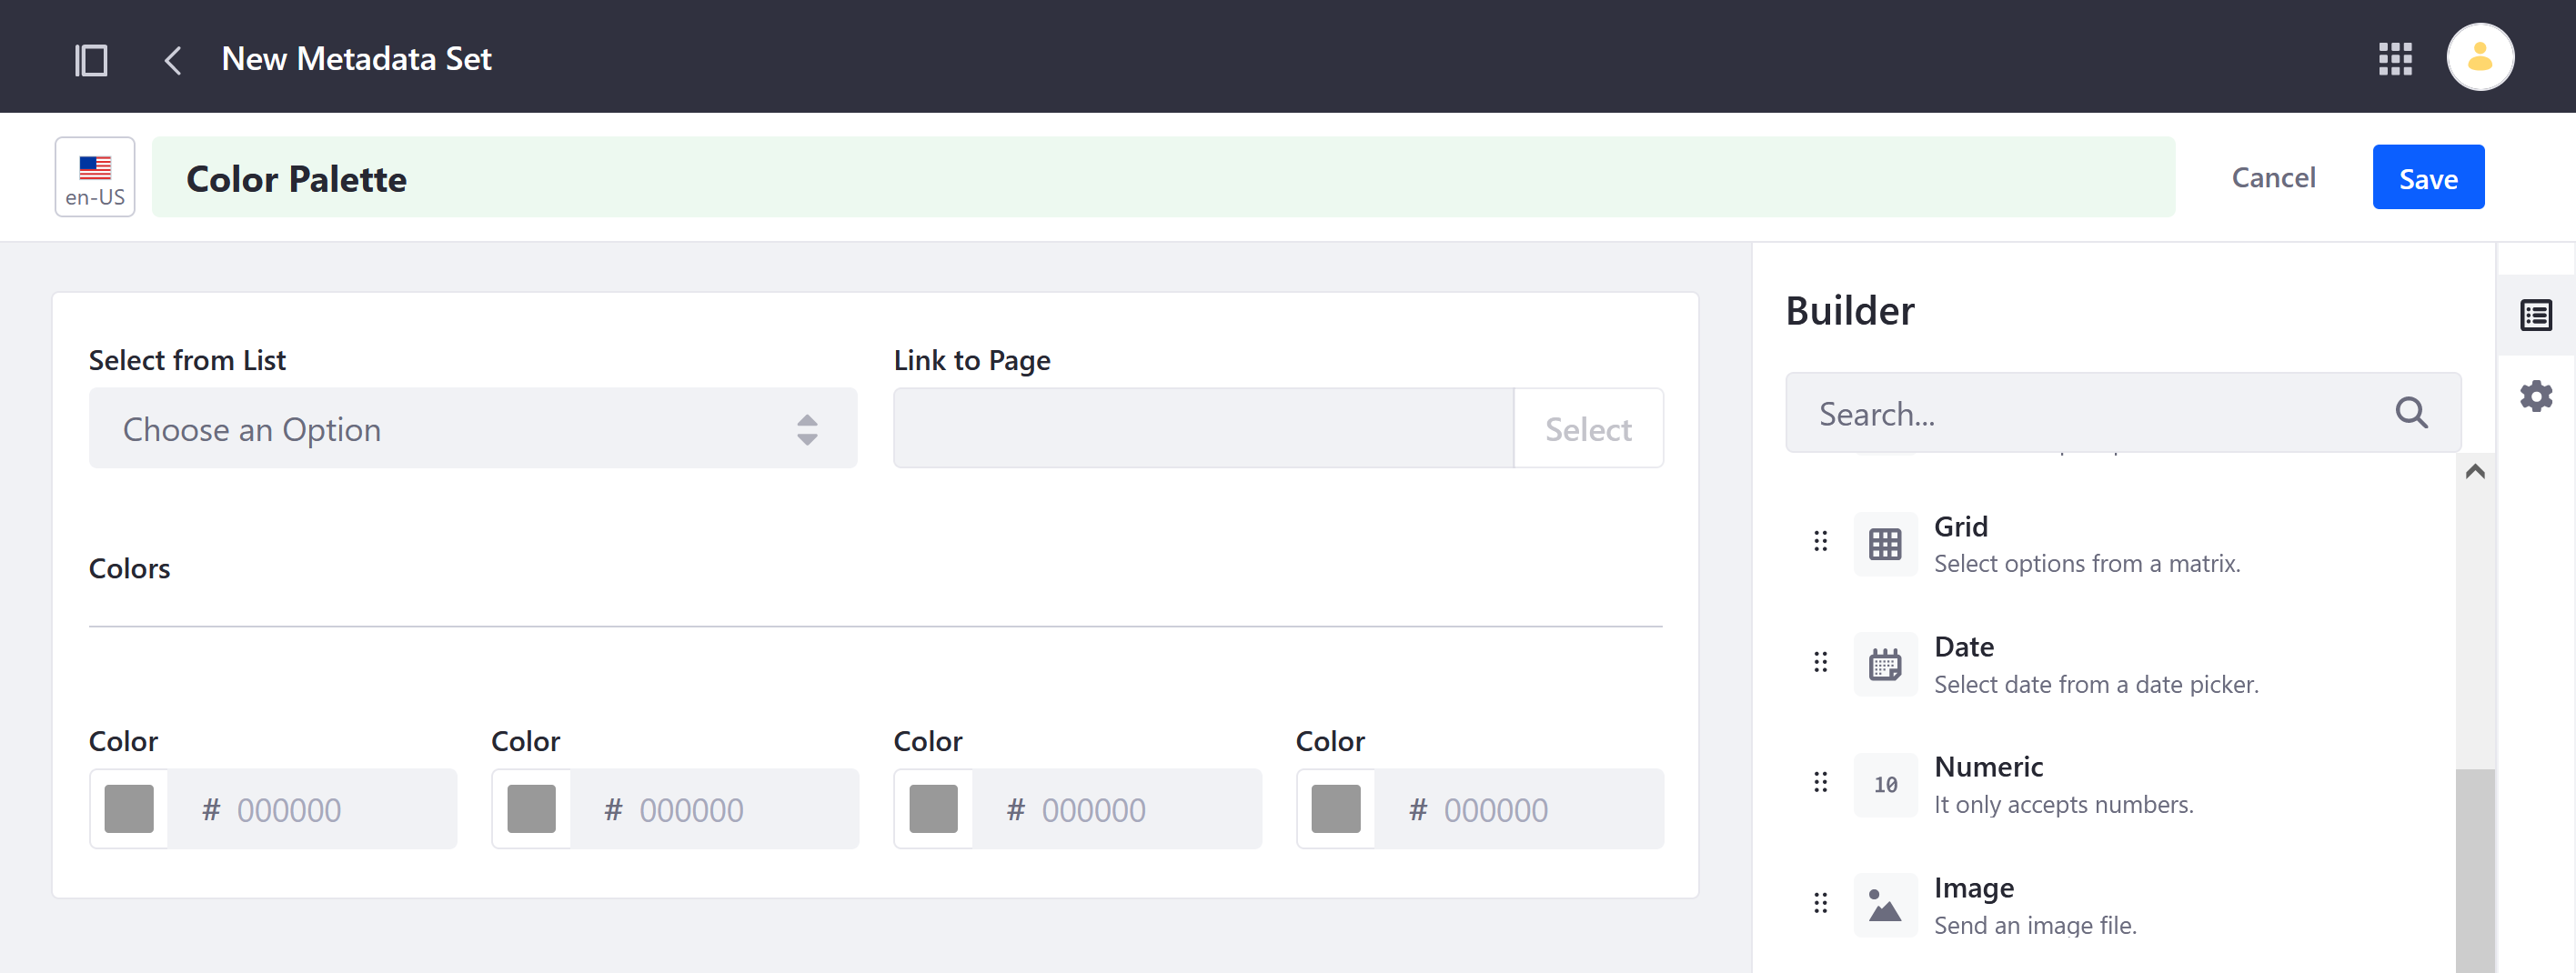 New Metadata Set
en-US
Color Palette
Cancel
Save
Select from List
Choose an Option
Link to Page
Select
Colors
Color
# 000000
Color
# 000000
Color
# 000000
Color
# 000000
Builder
Search...
Grid
Select options from a matrix.
Date
Select date from a date picker.
10
Numeric
It only accepts numbers.
Image
Send an image file.